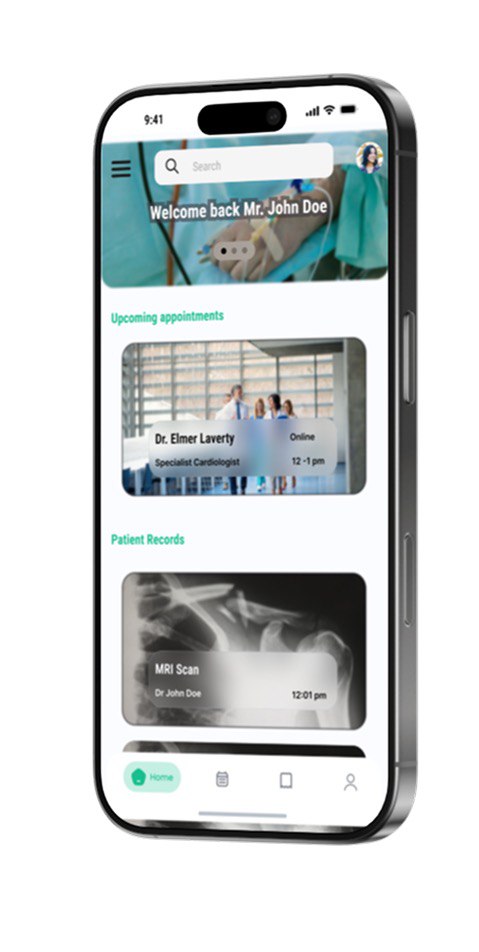 9:41
Search
Welcome back Mr. John Doe
Upcoming appointments
Dr. Elmer Laverty Online
Specialist Cardiologist 12 -1 pm
Patient Records
MRI Scan
Dr John Doe 12:01 pm
Home